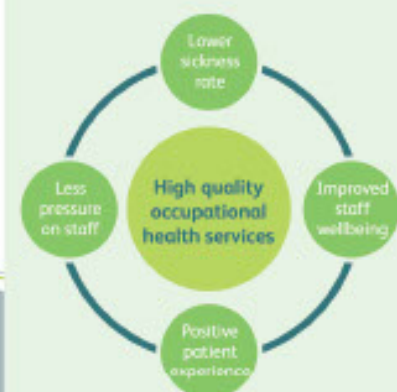 Lower
sickness
rate
Less
pressure
on staff
High quality
occupational
health services
Improved
staff
wellbeing
Positive
patient
experience